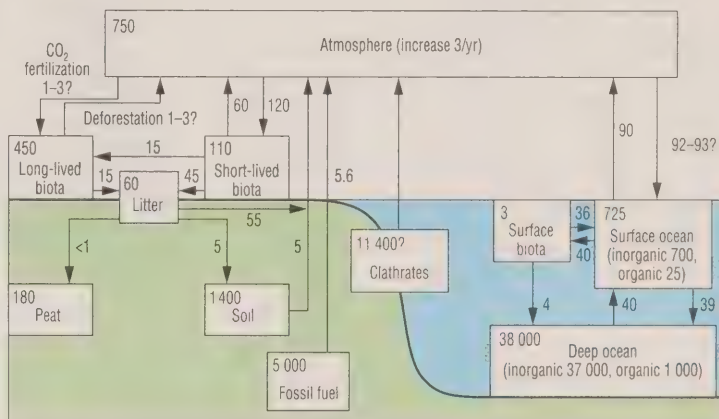 750
Atmosphere (increase 3/yr)
CO2
fertilization
1–3?
Deforestation 1–3?
60
120
90
92–93?
450
Long-lived
biota
15
110
Short-lived
biota
15
60
Litter
45
55
5.6
<1
5
5
180
Peat
1400
Soil
5 000
Fossil fuel
11 400?
Clathrates
3
Surface
biota
36
40
725
Surface ocean
(inorganic 700,
organic 25)
4
40
39
38 000
Deep ocean
(inorganic 37 000, organic 1 000)